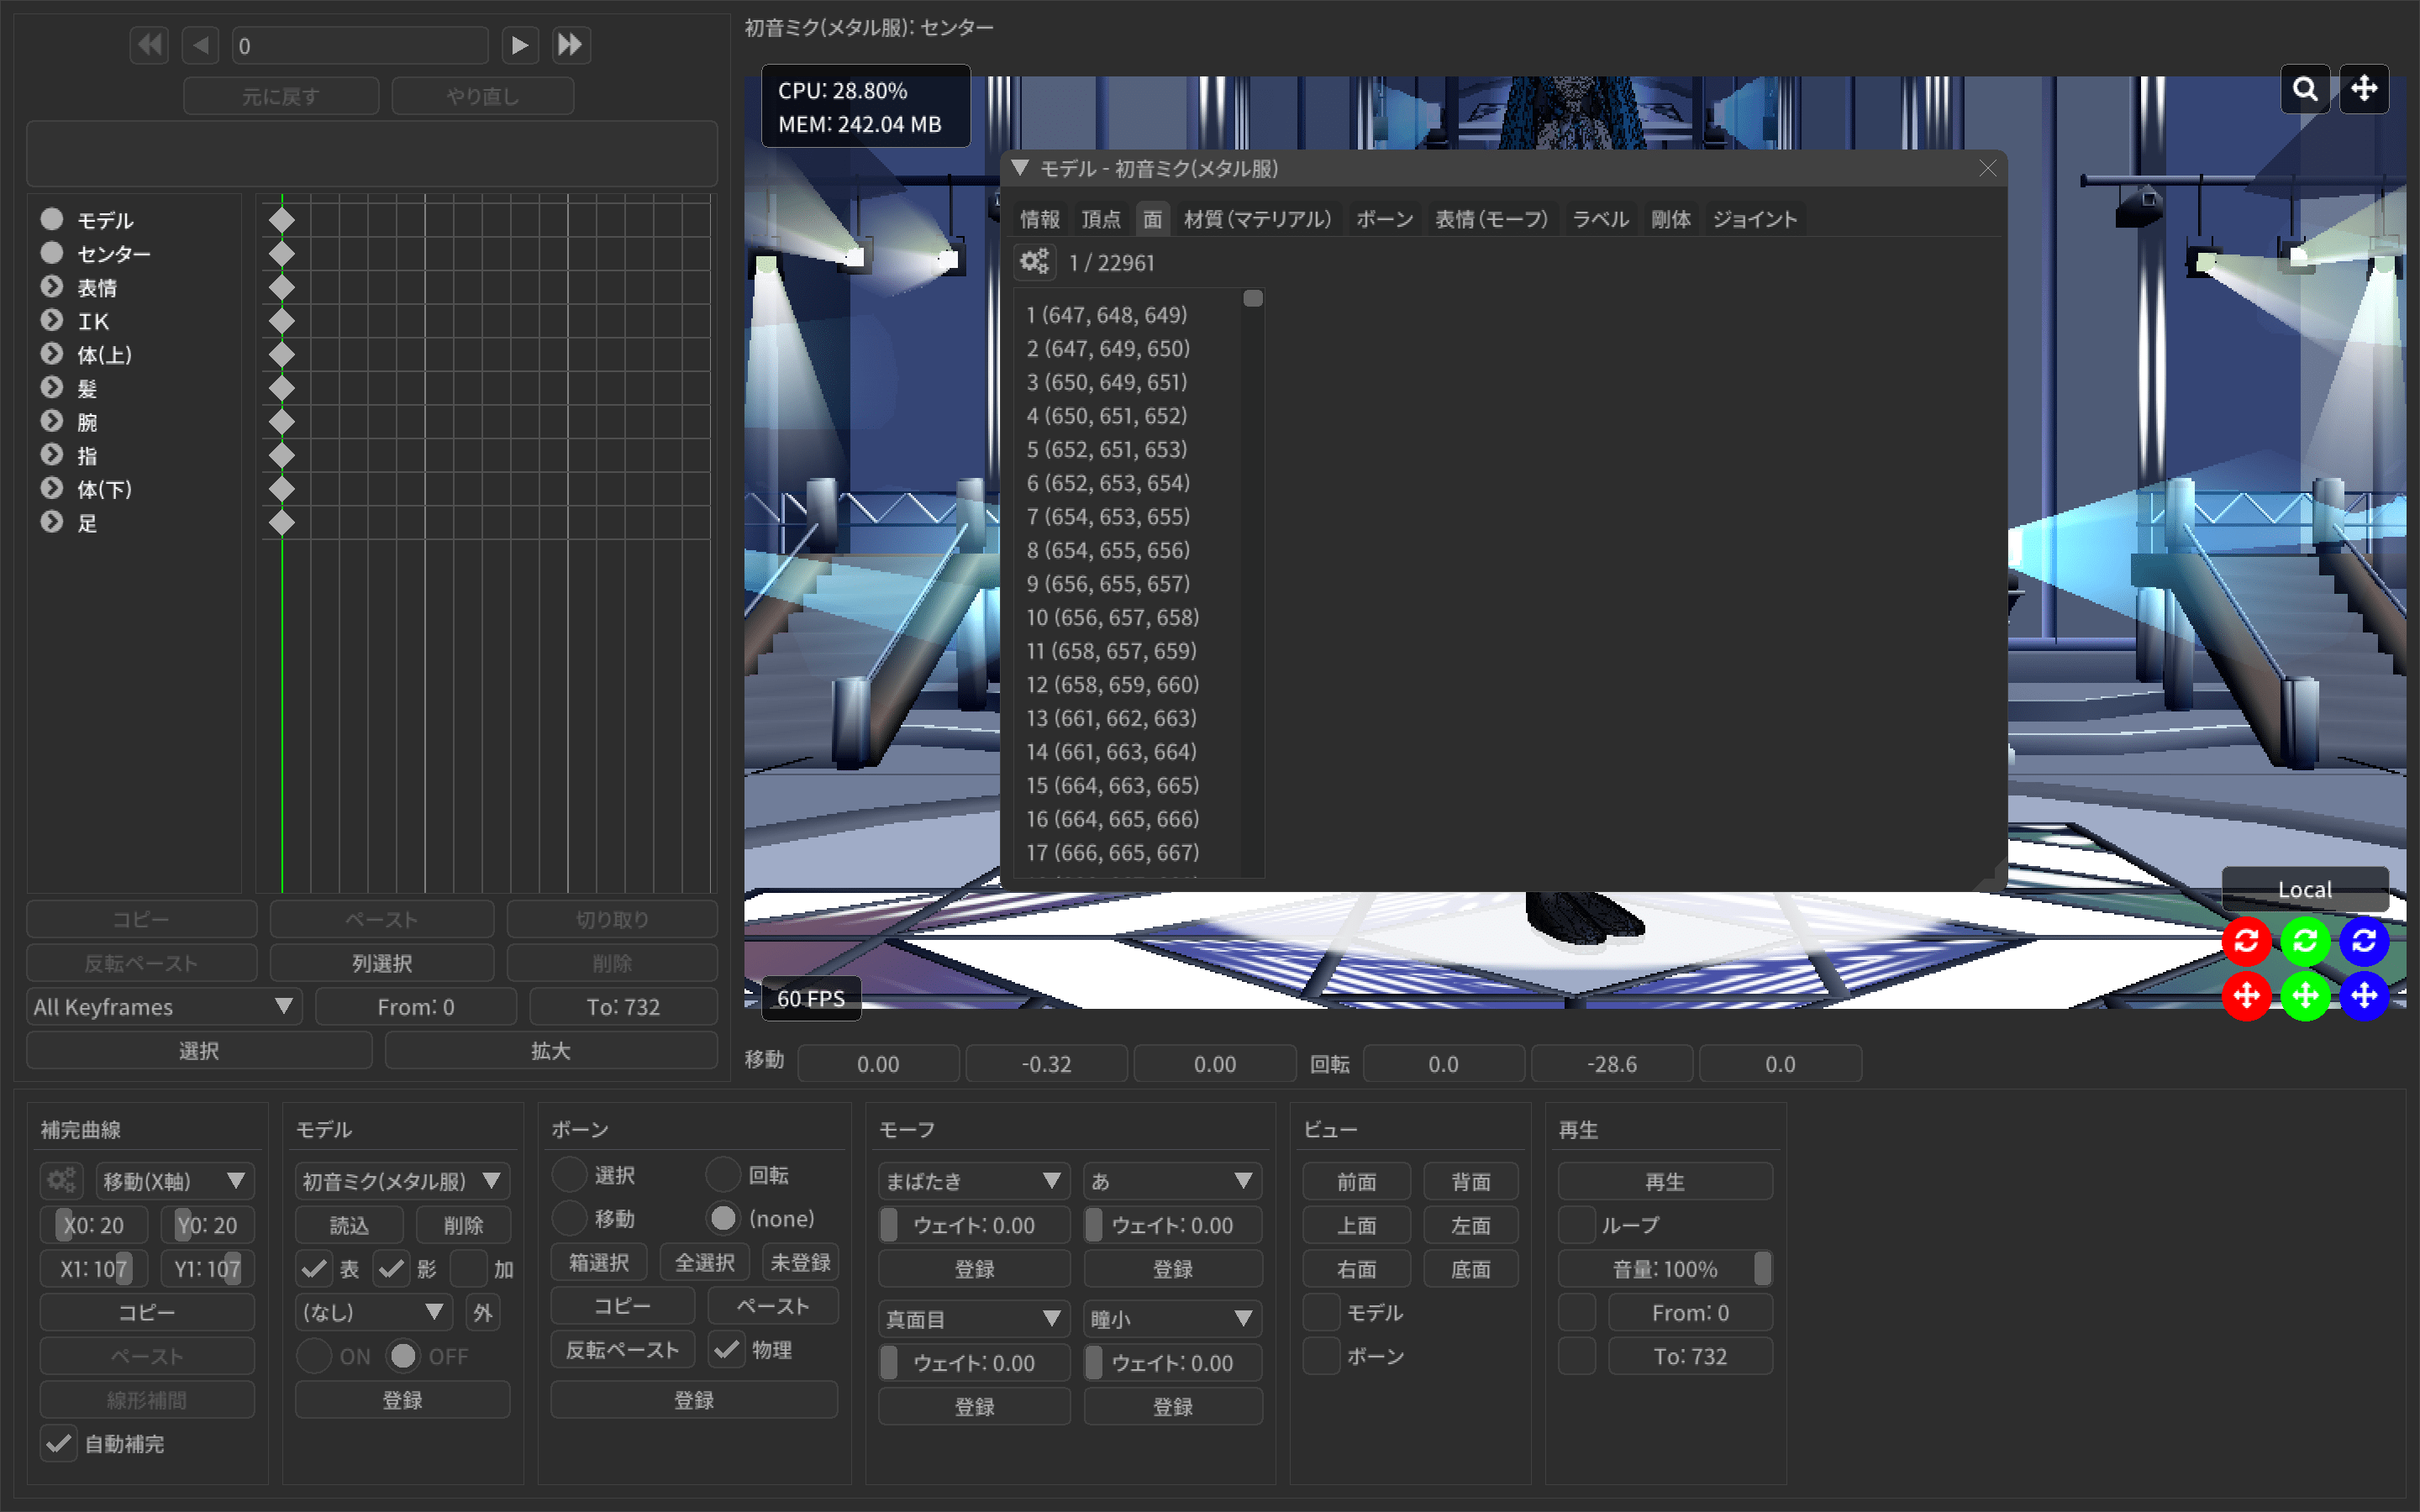 0
元に戻す
やり直し
モデル
センター
表情
IK
体(上)
髪
腕
指
体(下)
足
コピー
ペースト
切り取り
反転ペースト
列選択
削除
All Keyframes
From: 0
To: 732
選択
拡大
初音ミク(メタル服): センター
CPU: 28.80%
MEM: 242.04 MB
モデル - 初音ミク(メタル服)
情報 頂点 面 材質(マテリアル) ボーン 表情(モーフ) ラベル 剛体 ジョイント
1 / 22961
1 (647, 648, 649)
2 (647, 649, 650)
3 (650, 649, 651)
4 (650, 651, 652)
5 (652, 651, 653)
6 (652, 653, 654)
7 (654, 653, 655)
8 (654, 655, 656)
9 (656, 655, 657)
10 (656, 657, 658)
11 (658, 657, 659)
12 (658, 659, 660)
13 (661, 662, 663)
14 (661, 663, 664)
15 (664, 663, 665)
16 (664, 665, 666)
17 (666, 665, 667)
Local
60 FPS
移動 0.00 -0.32 0.00 回転 0.0 -28.6 0.0
補完曲線
移動(X軸)
X0: 20 Y0: 20
X1: 107 Y1: 107
コピー
ペースト
線形補間
自動補完
モデル
初音ミク(メタル服)
読込 削除
表 影 加
(なし) 外
ON OFF
登録
ボーン
選択 回転
移動 (none)
箱選択 全選択 未登録
コピー ペースト
反転ペースト 物理
登録
モーフ
まばたき あ
ウェイト: 0.00 ウェイト: 0.00
登録 登録
真面目 瞳小
ウェイト: 0.00 ウェイト: 0.00
登録 登録
ビュー
前面 背面
上面 左面
右面 底面
モデル
ボーン
再生
再生
ループ
音量: 100%
From: 0
To: 732